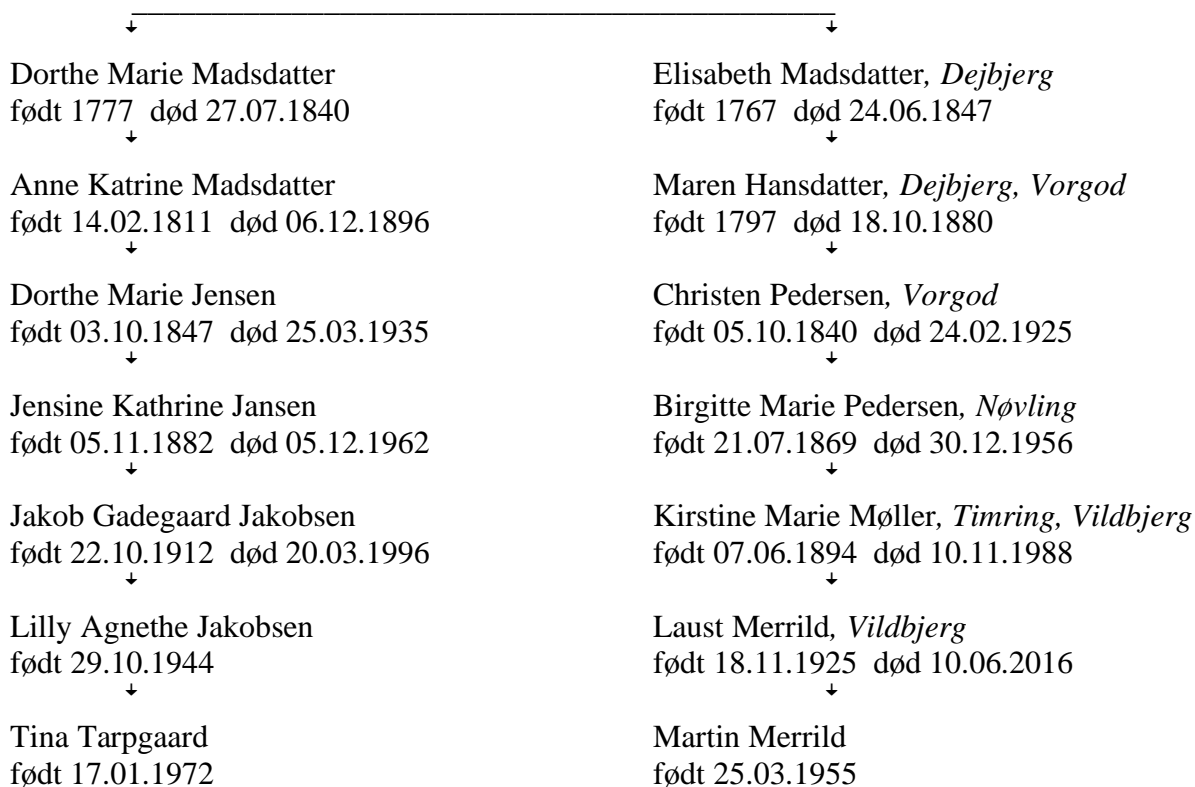 Dorthe Marie Madsdatter
født 1777 død 27.07.1840
Elisabeth Madsdatter, Dejbjerg
født 1767 død 24.06.1847
Anne Katrine Madsdatter
født 14.02.1811 død 06.12.1896
Maren Hansdatter, Dejbjerg, Vorgod
født 1797 død 18.10.1880
Dorthe Marie Jensen
født 03.10.1847 død 25.03.1935
Christen Pedersen, Vorgod
født 05.10.1840 død 24.02.1925
Jensine Kathrine Jansen
født 05.11.1882 død 05.12.1962
Birgitte Marie Pedersen, Nøvling
født 21.07.1869 død 30.12.1956
Jakob Gadegaard Jakobsen
født 22.10.1912 død 20.03.1996
Kirstine Marie Møller, Timring, Vildbjerg
født 07.06.1894 død 10.11.1988
Lilly Agnethe Jakobsen
født 29.10.1944
Laust Merrild, Vildbjerg
født 18.11.1925 død 10.06.2016
Tina Tarpgaard
født 17.01.1972
Martin Merrild
født 25.03.1955